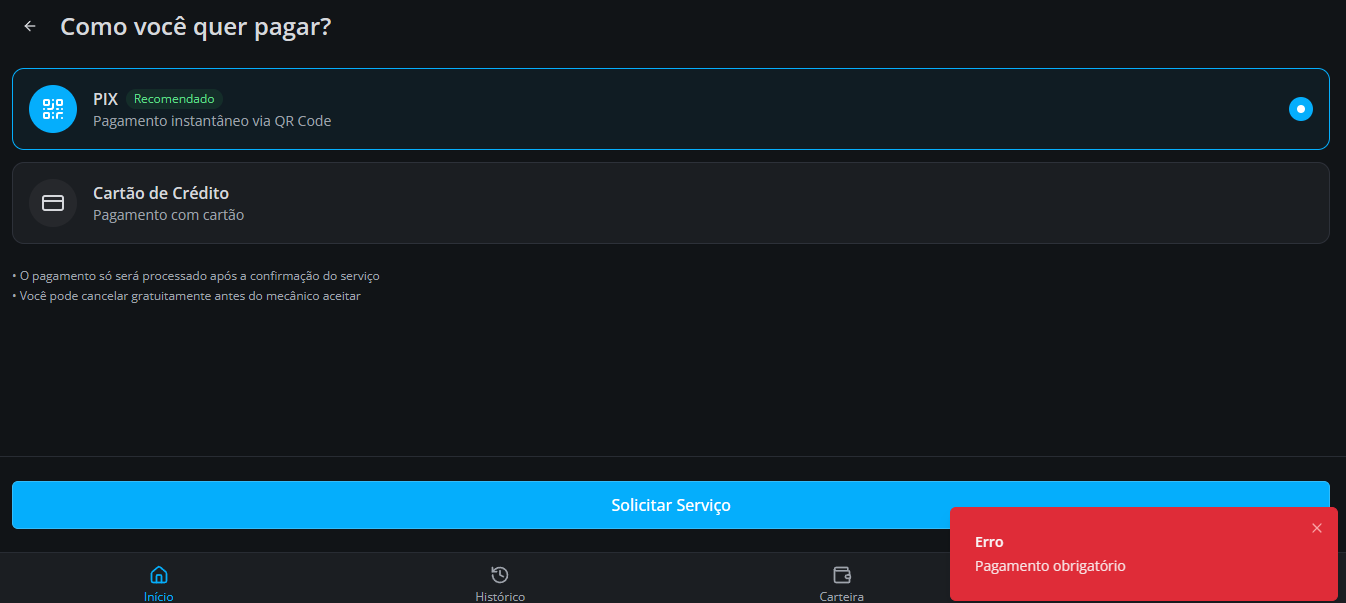 Como você quer pagar?
PIX Recomendado
Pagamento instantâneo via QR Code
Cartão de Crédito
Pagamento com cartão
• O pagamento só será processado após a confirmação do serviço
• Você pode cancelar gratuitamente antes do mecânico aceitar
Solicitar Serviço
Erro
Pagamento obrigatório
Início
Histórico
Carteira